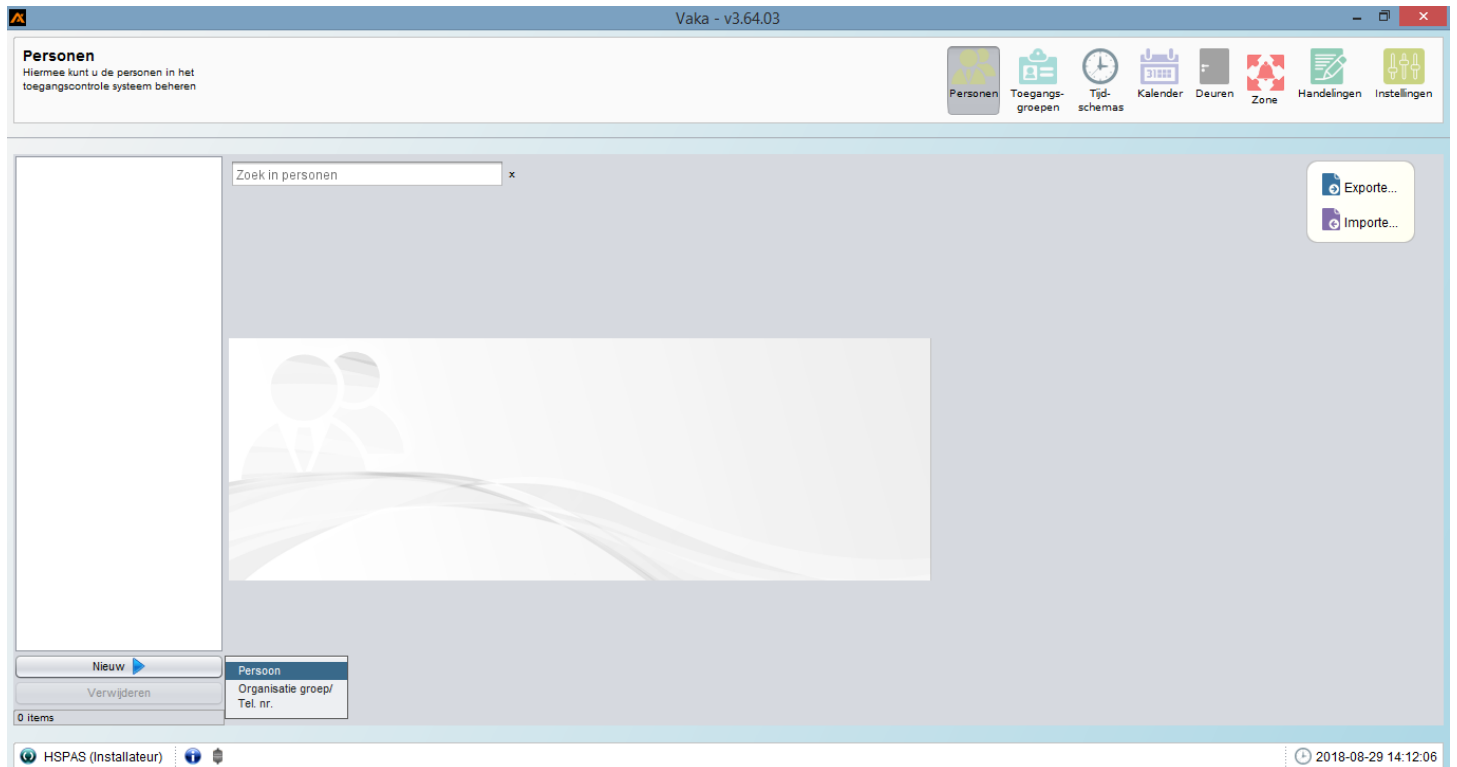 Vaka - v3.64.03
Personen
Hiermee kunt u de personen in het
toegangscontrole systeem beheren
Personen
Toegangs-
groepen
Tijd-
schemas
31
Kalender
Deuren
Zone
Handelingen
Instellingen
Zoek in personen
x
Exporte...
Importe...
Nieuw
Persoon
Verwijderen
Organisatie groep/
Tel. nr.
0 items
HSPAS (Installateur)
2018-08-29 14:12:06